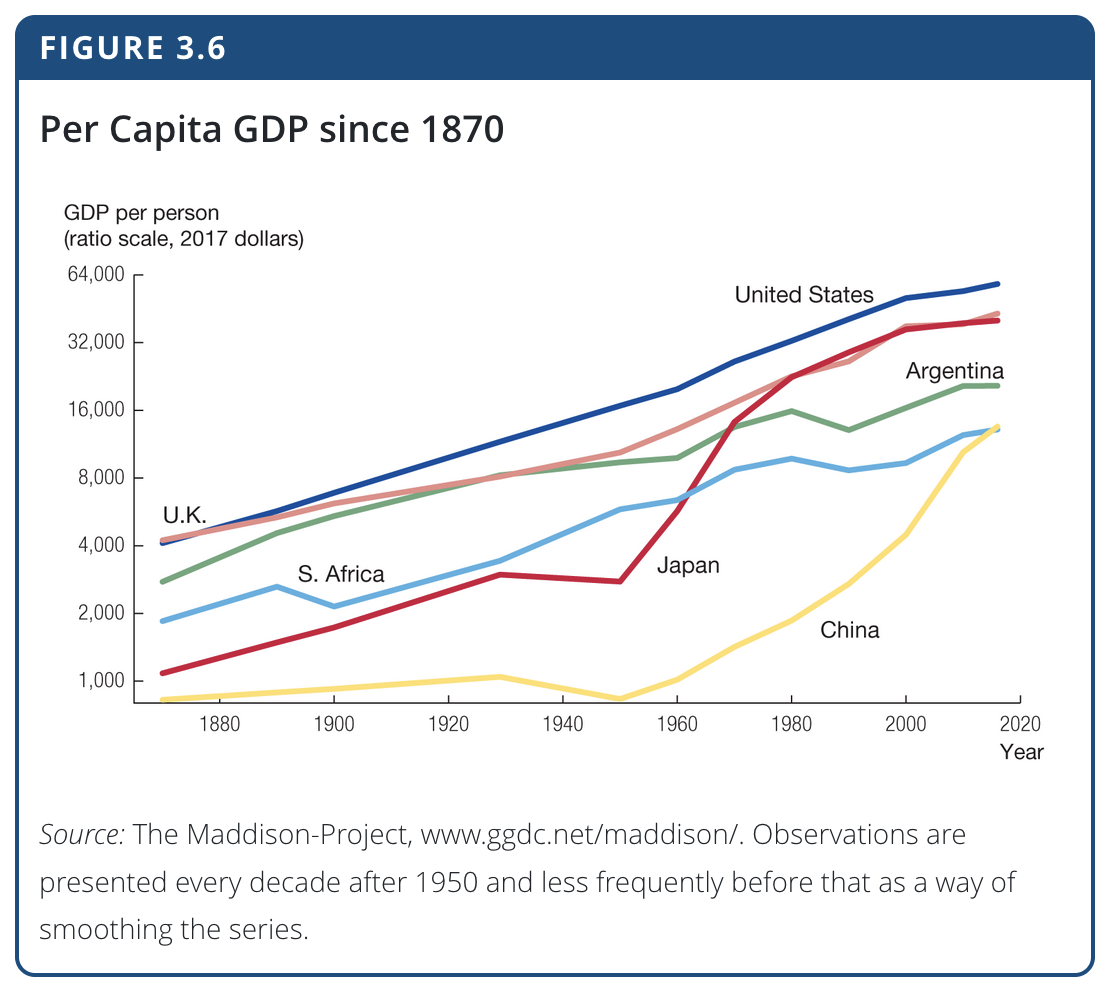 FIGURE 3.6
Per Capita GDP since 1870
GDP per person
(ratio scale, 2017 dollars)
64,000
32,000
16,000
8,000
4,000
2,000
1,000
United States
Argentina
U.K.
S. Africa
Japan
China
1880 1900 1920 1940 1960 1980 2000 2020
Year
Source: The Maddison-Project, www.ggdc.net/maddison/. Observations are
presented every decade after 1950 and less frequently before that as a way of
smoothing the series.